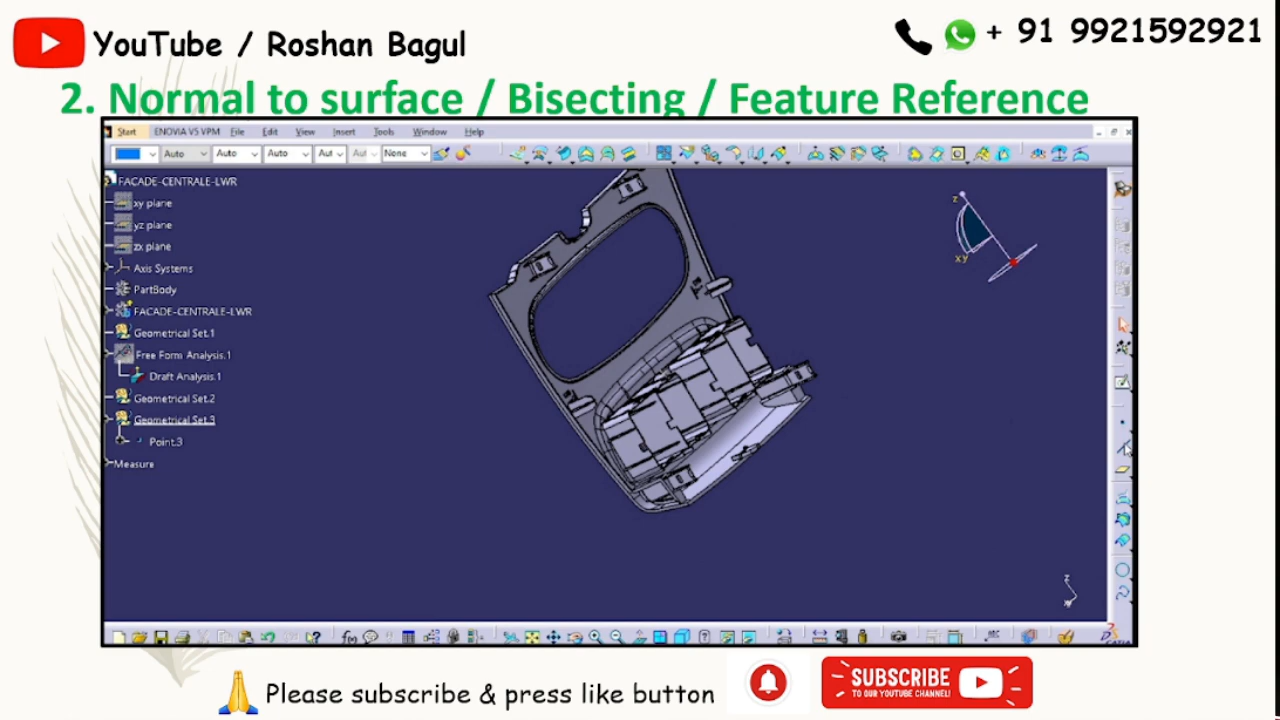 YouTube / Roshan Bagul
+ 91 9921592921
2. Normal to surface / Bisecting / Feature Reference
Start ENOVIA V5 VPM File Edit View Insert Tools Window Help
Auto Auto Auto Aut Aut None
FACADE-CENTRALE-LWR
xy plane
yz plane
zx plane
Axis Systems
PartBody
FACADE-CENTRALE-LWR
Geometrical Set.1
Free Form Analysis.1
Draft Analysis.1
Geometrical Set.2
Geometrical Set.3
Point.3
Measure
z
xy
z
f(x)
Please subscribe & press like button
SUBSCRIBE
TO OUR YOUTUBE CHANNEL!